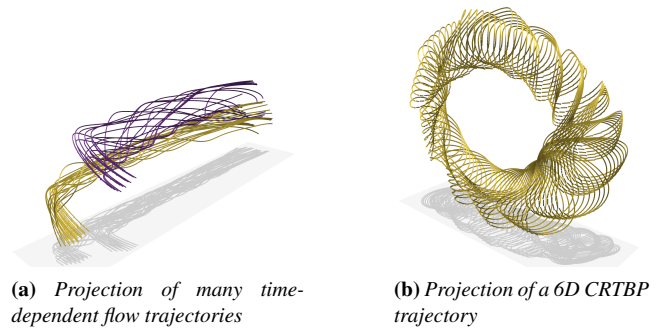 (a) Projection of many time-
dependent flow trajectories
(b) Projection of a 6D CRTBP
trajectory